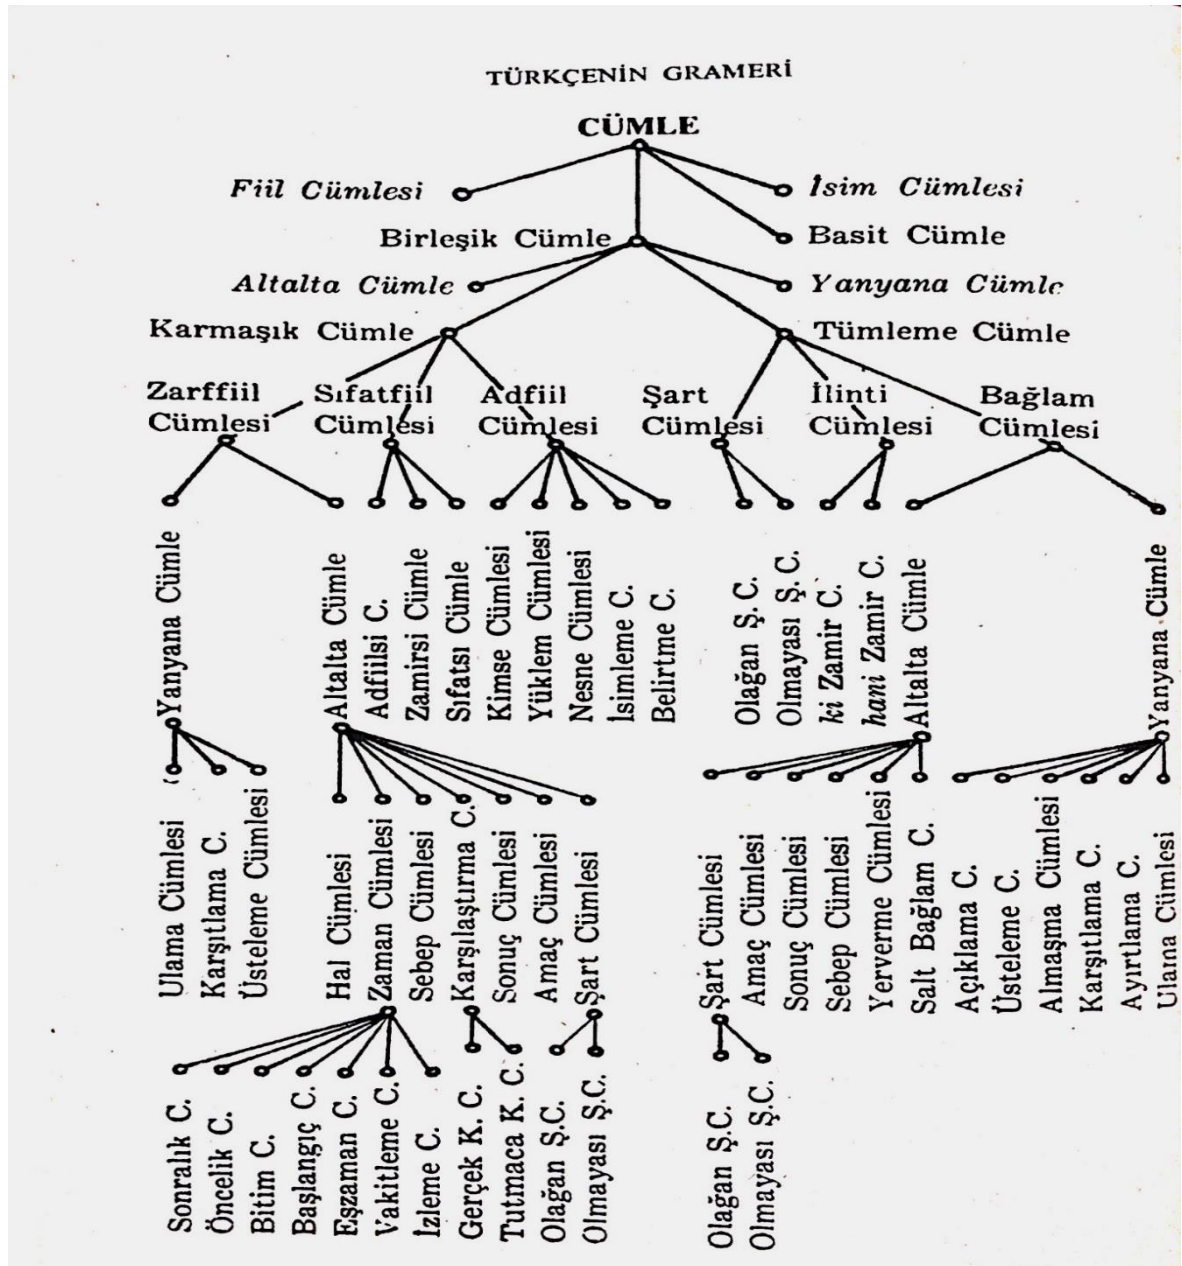 TÜRKÇENİN GRAMERİ
CÜMLE
Fiil Cümlesi
İsim Cümlesi
Birleşik Cümle
Basit Cümle
Altalta Cümle
Yanyana Cümle
Karmaşık Cümle
Tümleme Cümle
Zarffiil
Cümlesi
Sıfatfiil
Cümlesi
Adfiil
Cümlesi
Şart
Cümlesi
İlinti
Cümlesi
Bağlam
Cümlesi
Yanyana Cümle
Altalta Cümle
Adfiilsi C.
Zamirsi Cümle
Sıfatsı Cümle
Kimse Cümlesi
Yüklem Cümlesi
Nesne Cümlesi
İsimleme C.
Belirtme C.
Olağan Ş. C.
Olmayası Ş. C.
ki Zamir C.
hani Zamir C.
Altalta Cümle
Yanyana Cümle
Ulama Cümlesi
Karşıtlama C.
Üsteleme Cümlesi
Hal Cümlesi
Zaman Cümlesi
Sebep Cümlesi
Karşılaştırma C.
Sonuç Cümlesi
Amaç Cümlesi
Şart Cümlesi
Şart Cümlesi
Amaç Cümlesi
Sonuç Cümlesi
Sebep Cümlesi
Yerverme Cümlesi
Salt Bağlam C.
Açıklama C.
Üsteleme C.
Almaşma Cümlesi
Karşıtlama C.
Ayırtlama C.
Ulama Cümlesi
Sonralık C.
Öncelik C.
Bitim C.
Başlangıç C.
Eşzaman C.
Vakitleme C.
İzleme C.
Gerçek K. C.
Tutmaca K. C.
Olağan Ş.C.
Olmayası Ş.C.
Olağan Ş.C.
Olmayası Ş.C.